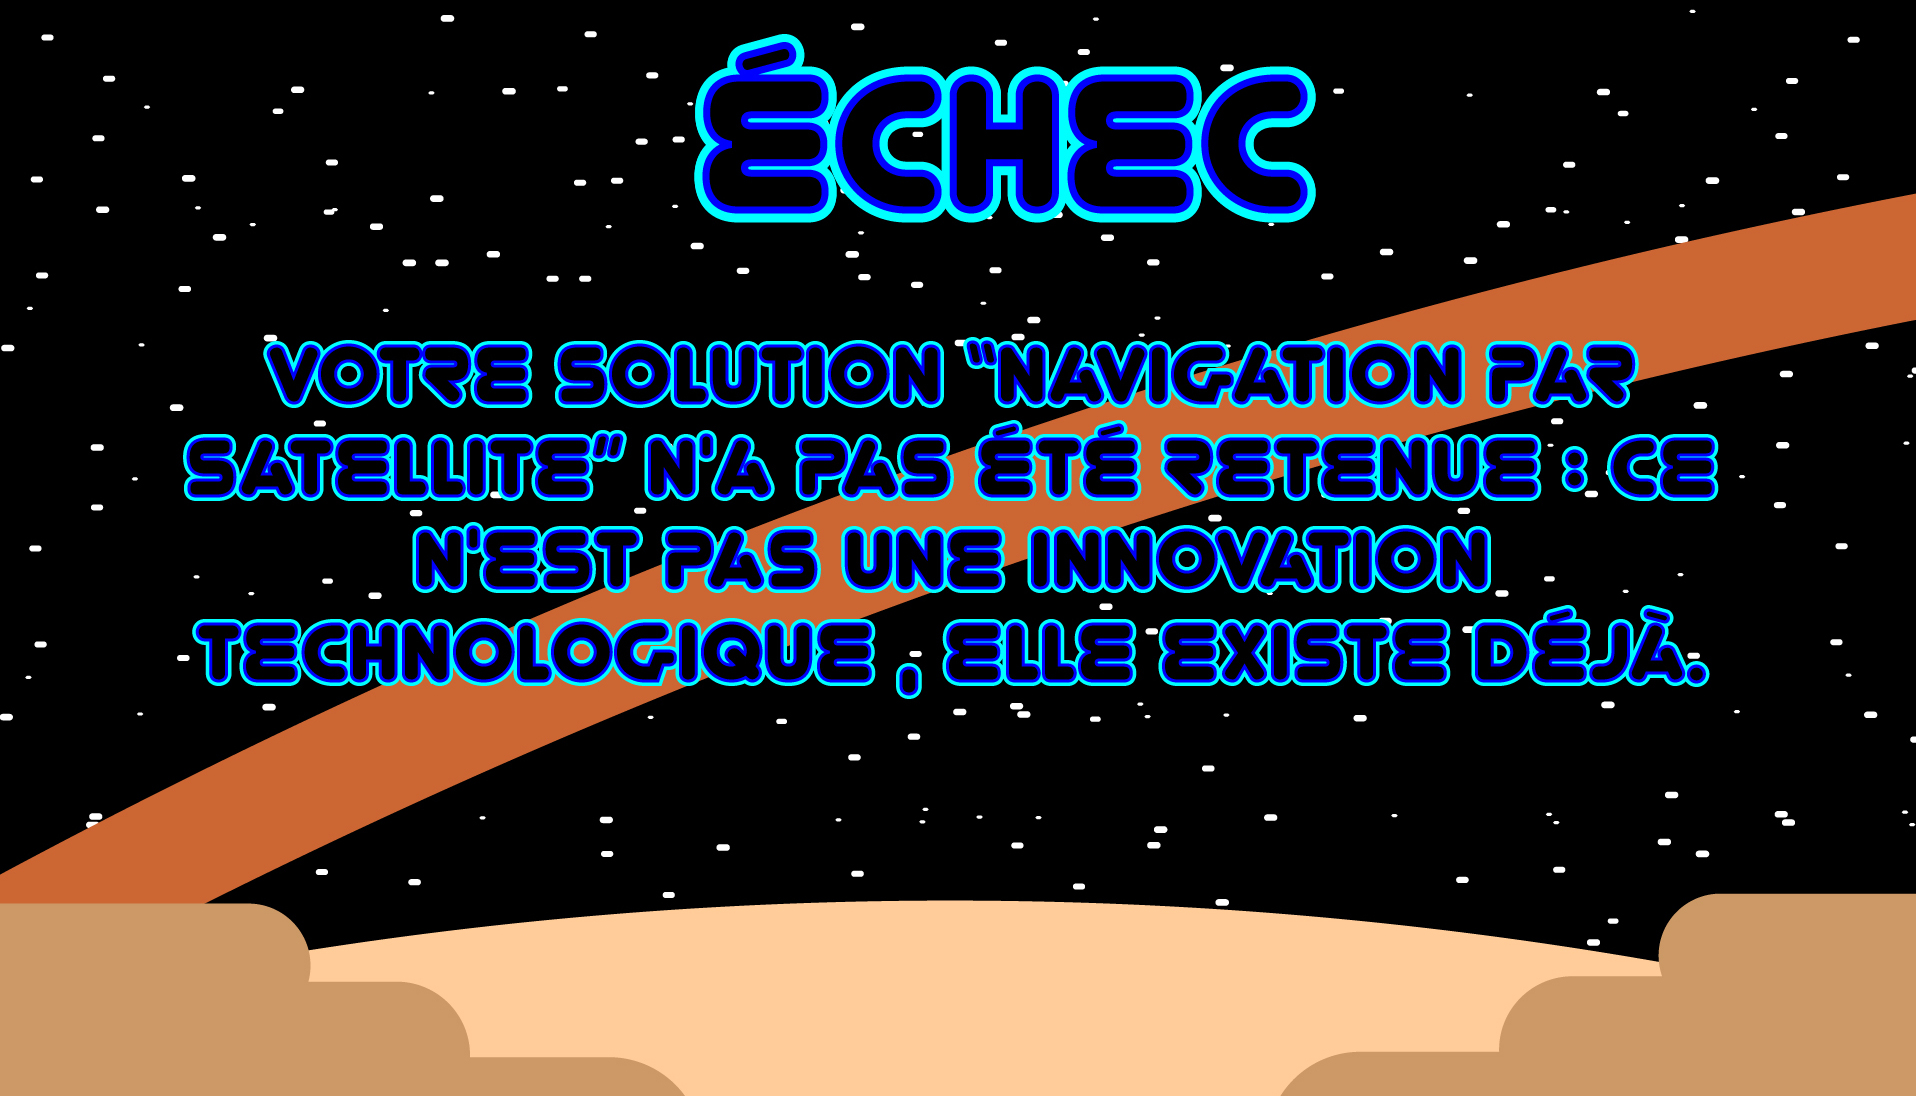 ÉCHEC
VOTRE SOLUTION "NAVIGATION PAR
SATELLITE" N'A PAS ÉTÉ RETENUE : CE
N'EST PAS UNE INNOVATION
TECHNOLOGIQUE , ELLE EXISTE DÉJÀ.